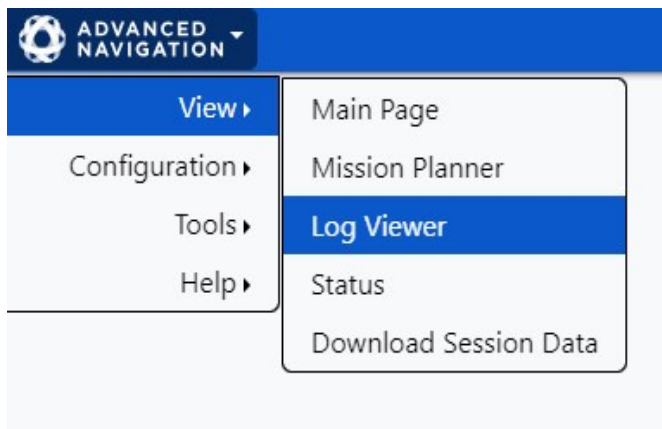 ADVANCED
NAVIGATION
View
Configuration
Tools
Help
Main Page
Mission Planner
Log Viewer
Status
Download Session Data